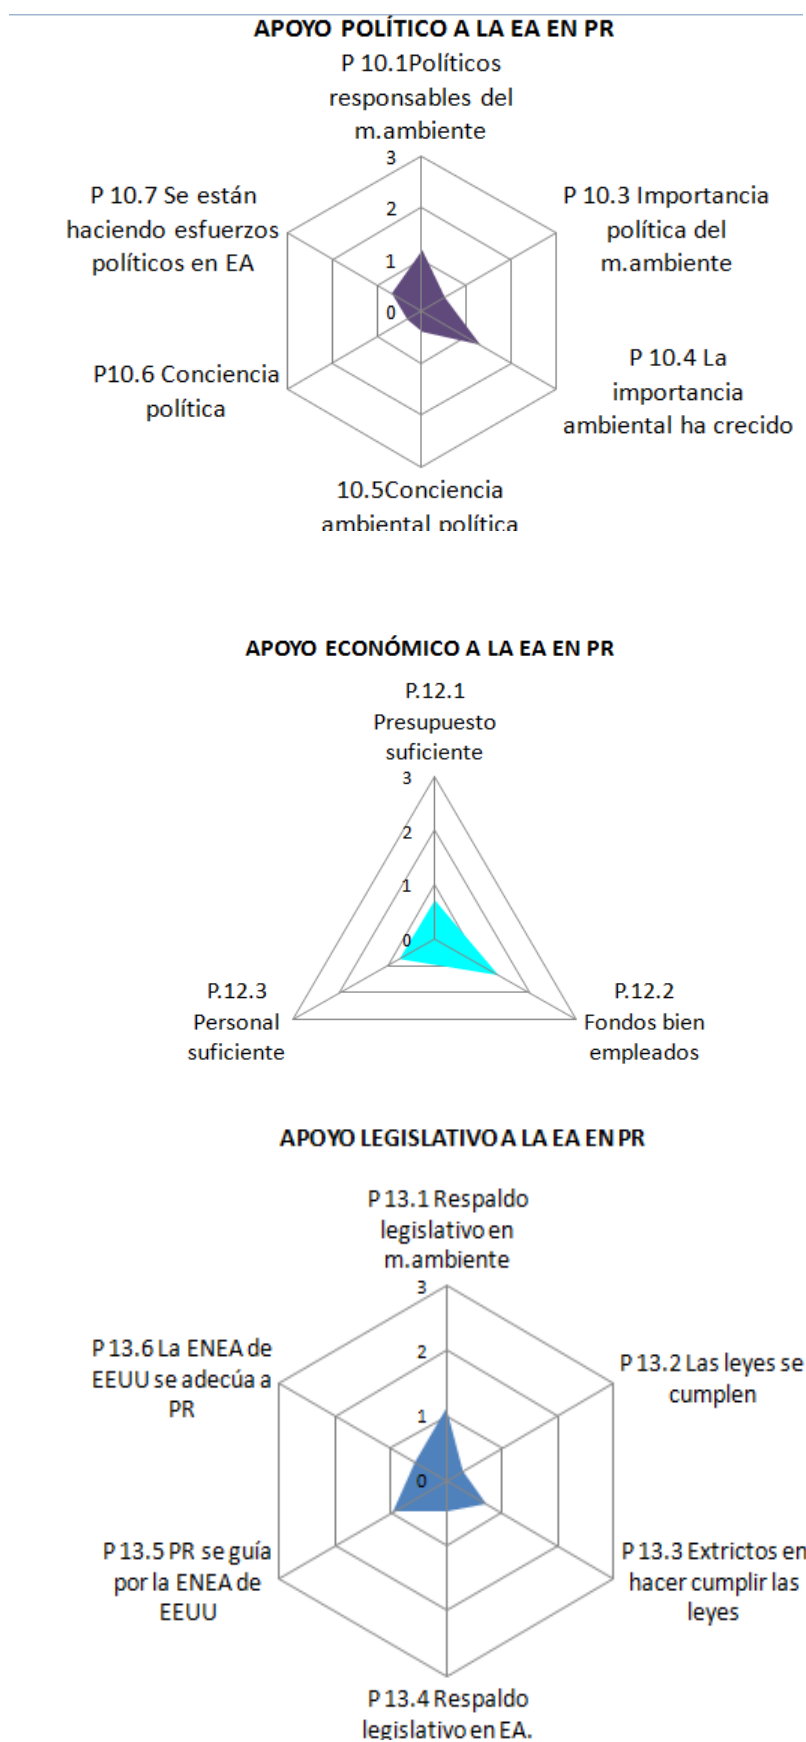 APOYO POLÍTICO A LA EA EN PR
P 10.1Políticos
responsables del
m.ambiente
3
2
1
0
P 10.7 Se están
haciendo esfuerzos
políticos en EA
P 10.3 Importancia
política del
m.ambiente
P10.6 Conciencia
política
P 10.4 La
importancia
ambiental ha crecido
10.5Conciencia
ambiental política
APOYO ECONÓMICO A LA EA EN PR
P.12.1
Presupuesto
suficiente
3
2
1
0
P.12.3
Personal
suficiente
P.12.2
Fondos bien
empleados
APOYO LEGISLATIVO A LA EA EN PR
P 13.1 Respaldo
legislativo en
m.ambiente
3
2
1
0
P 13.6 La ENEA de
EEUU se adecúa a
PR
P 13.2 Las leyes se
cumplen
P 13.5 PR se guía
por la ENEA de
EEUU
P 13.3 Extrictos en
hacer cumplir las
leyes
P 13.4 Respaldo
legislativo en EA.